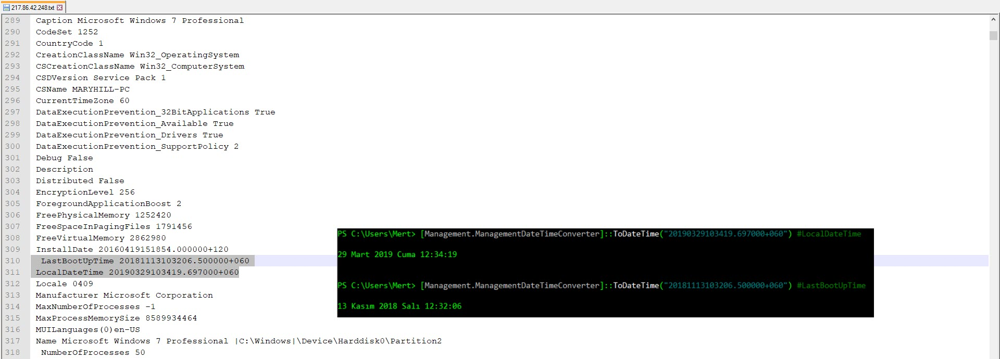 217.86.42.248.txt
289 Caption Microsoft Windows 7 Professional
290 CodeSet 1252
291 CountryCode 1
292 CreationClassName Win32_OperatingSystem
293 CSCreationClassName Win32_ComputerSystem
294 CSDVersion Service Pack 1
295 CSName MARYHILL-PC
296 CurrentTimeZone 60
297 DataExecutionPrevention_32BitApplications True
298 DataExecutionPrevention_Available True
299 DataExecutionPrevention_Drivers True
300 DataExecutionPrevention_SupportPolicy 2
301 Debug False
302 Description
303 Distributed False
304 EncryptionLevel 256
305 ForegroundApplicationBoost 2
306 FreePhysicalMemory 1252420
307 FreeSpaceInPagingFiles 1791456
308 FreeVirtualMemory 2862980
309 InstallDate 20160419151854.000000+120
310 LastBootUpTime 20181113103206.500000+060
311 LocalDateTime 20190329103419.697000+060
312 Locale 0409
313 Manufacturer Microsoft Corporation
314 MaxNumberOfProcesses -1
315 MaxProcessMemorySize 8589934464
316 MUILanguages(0)en-US
317 Name Microsoft Windows 7 Professional |C:\Windows|\Device\Harddisk0\Partition2
318 NumberOfProcesses 50
PS C:\Users\Mert> [Management.ManagementDateTimeConverter]::ToDateTime("20190329103419.697000+060") #LocalDateTime
29 Mart 2019 Cuma 12:34:19
PS C:\Users\Mert> [Management.ManagementDateTimeConverter]::ToDateTime("20181113103206.500000+060") #LastBootUpTime
13 Kasım 2018 Salı 12:32:06